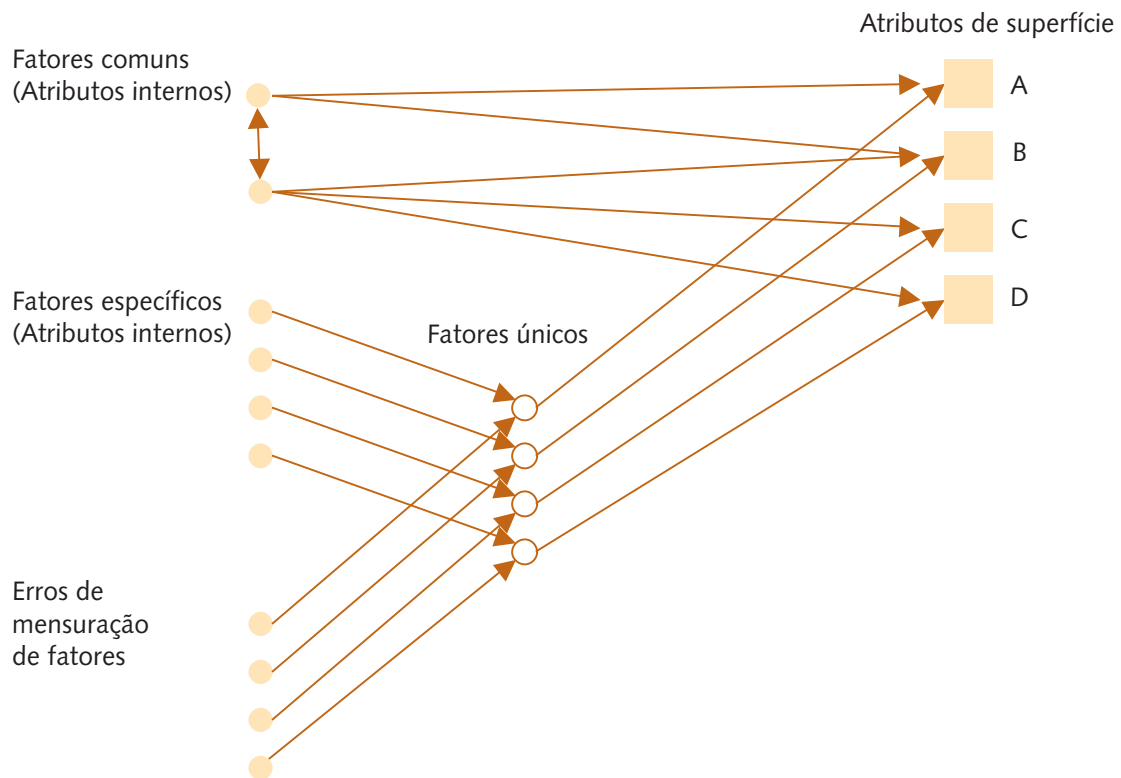 Atributos de superfície
Fatores comuns
(Atributos internos)
A
B
C
D
Fatores específicos
(Atributos internos)
Fatores únicos
Erros de
mensuração
de fatores